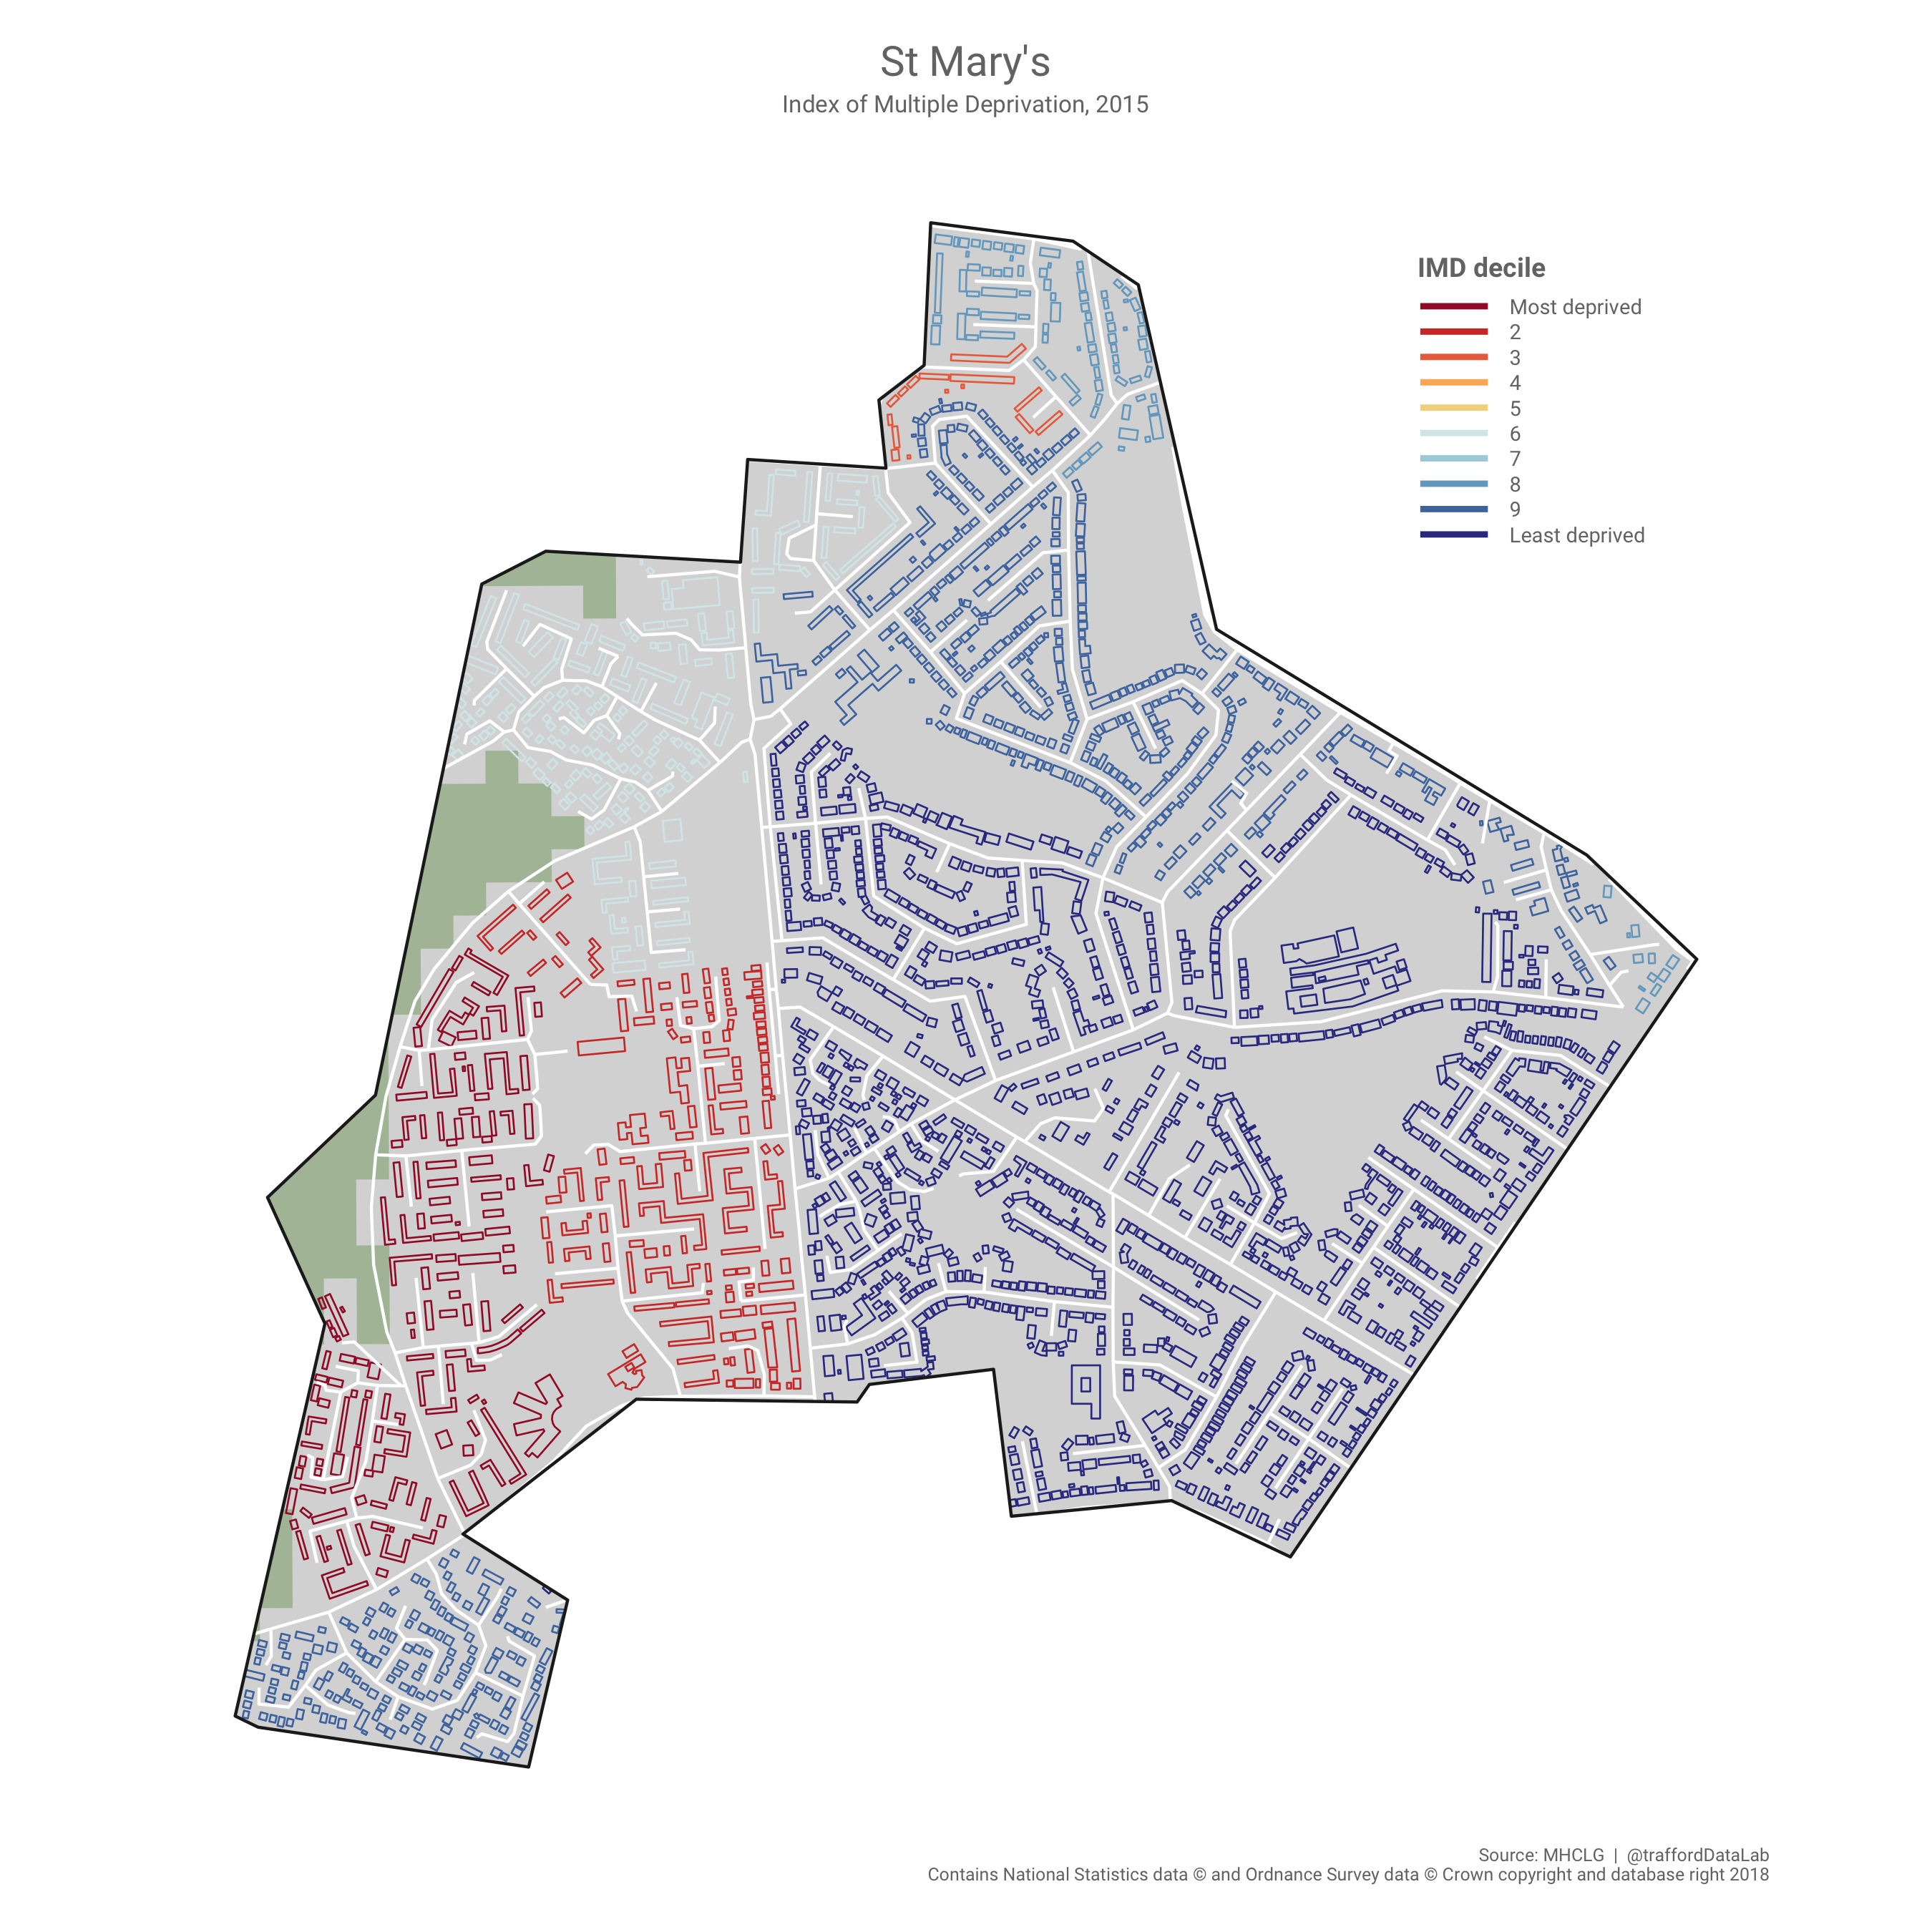 St Mary's
Index of Multiple Deprivation, 2015
IMD decile
Most deprived
2
3
4
5
6
7
8
9
Least deprived
Source: MHCLG | @traffordDataLab
Contains National Statistics data © and Ordnance Survey data © Crown copyright and database right 2018